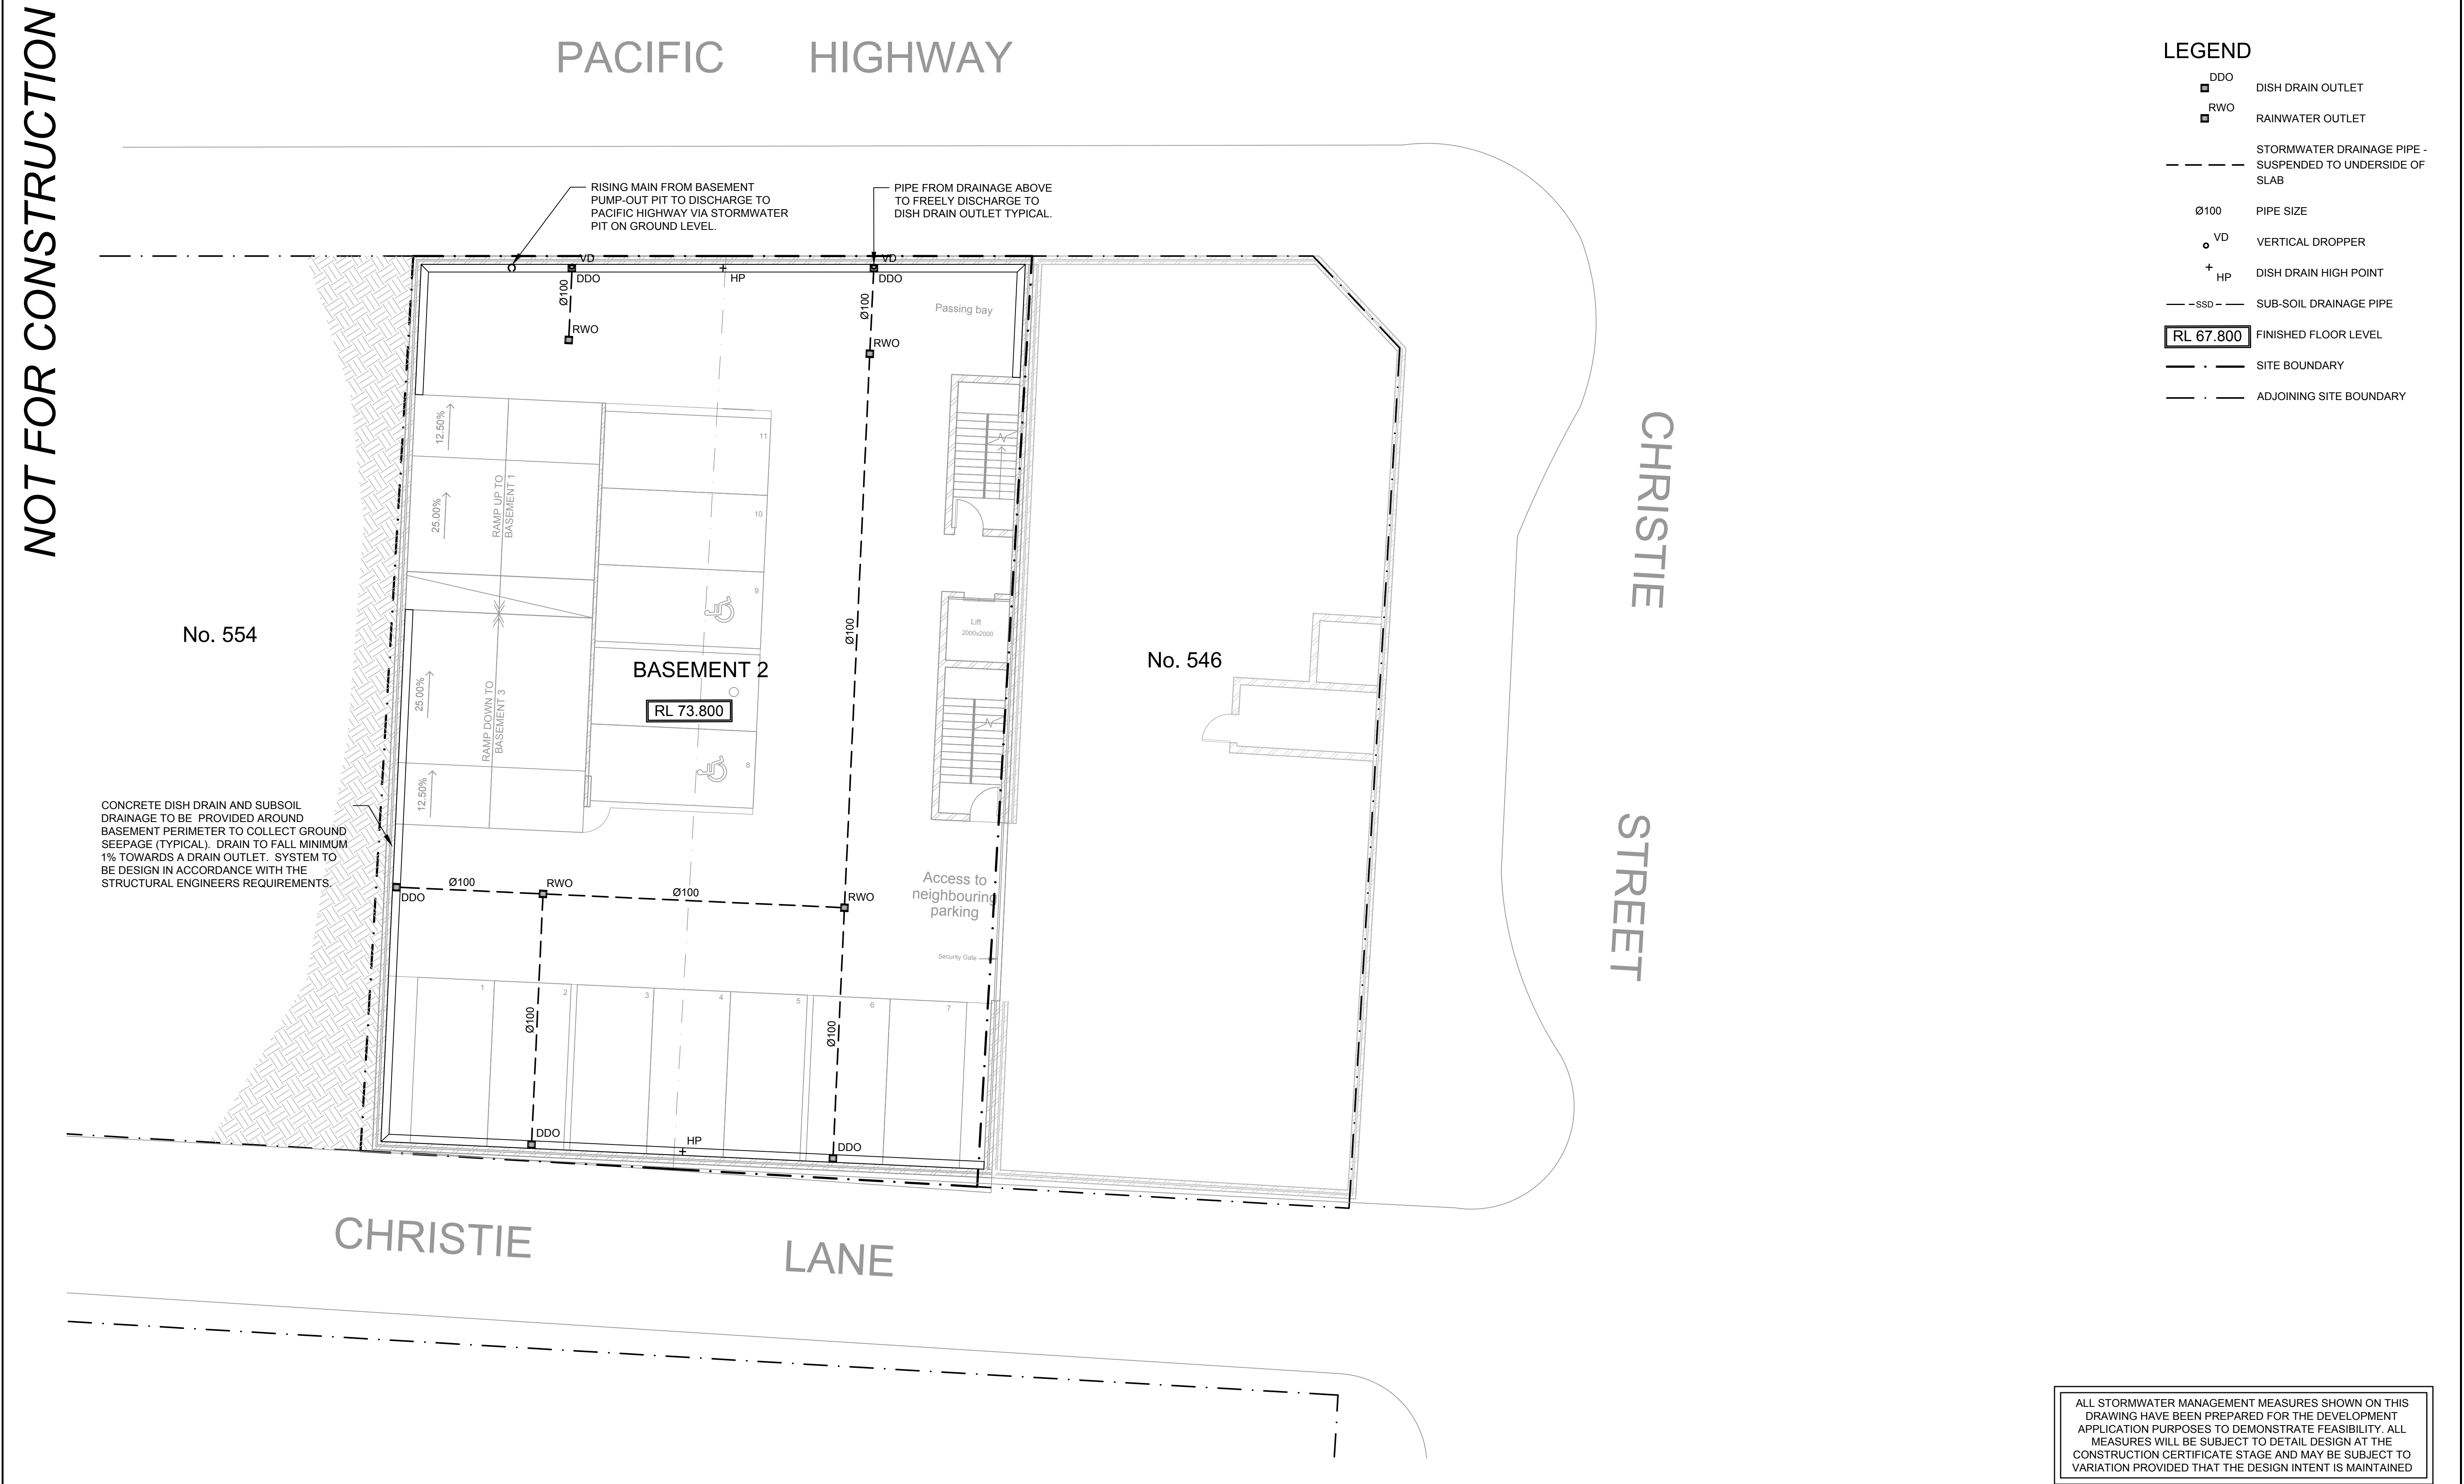 NOT FOR CONSTRUCTION
PACIFIC HIGHWAY
LEGEND
DDO
DISH DRAIN OUTLET
RWO
RAINWATER OUTLET
STORMWATER DRAINAGE PIPE -
SUSPENDED TO UNDERSIDE OF
SLAB
Ø100
PIPE SIZE
VD
VERTICAL DROPPER
HP
DISH DRAIN HIGH POINT
SSD
SUB-SOIL DRAINAGE PIPE
RL 67.800
FINISHED FLOOR LEVEL
SITE BOUNDARY
ADJOINING SITE BOUNDARY
RISING MAIN FROM BASEMENT
PUMP-OUT PIT TO DISCHARGE TO
PACIFIC HIGHWAY VIA STORMWATER
PIT ON GROUND LEVEL.
PIPE FROM DRAINAGE ABOVE
TO FREELY DISCHARGE TO
DISH DRAIN OUTLET TYPICAL.
VD
DDO
HP
VD
DDO
Ø100
Ø100
Passing bay
RWO
RWO
12.50%
11
25.00%
RAMP UP TO
BASEMENT 1
10
9
Ø100
Lift
2000x2000
No. 554
BASEMENT 2
No. 546
RL 73.800
25.00%
RAMP DOWN TO
BASEMENT 3
12.50%
8
CHRISTIE STREET
CONCRETE DISH DRAIN AND SUBSOIL
DRAINAGE TO BE PROVIDED AROUND
BASEMENT PERIMETER TO COLLECT GROUND
SEEPAGE (TYPICAL). DRAIN TO FALL MINIMUM
1% TOWARDS A DRAIN OUTLET. SYSTEM TO
BE DESIGN IN ACCORDANCE WITH THE
STRUCTURAL ENGINEERS REQUIREMENTS.
DDO
Ø100
RWO
Ø100
RWO
Access to
neighbouring
parking
Security Gate
1
2
3
4
5
6
7
Ø100
Ø100
DDO
HP
DDO
CHRISTIE LANE
ALL STORMWATER MANAGEMENT MEASURES SHOWN ON THIS
DRAWING HAVE BEEN PREPARED FOR THE DEVELOPMENT
APPLICATION PURPOSES TO DEMONSTRATE FEASIBILITY. ALL
MEASURES WILL BE SUBJECT TO DETAIL DESIGN AT THE
CONSTRUCTION CERTIFICATE STAGE AND MAY BE SUBJECT TO
VARIATION PROVIDED THAT THE DESIGN INTENT IS MAINTAINED